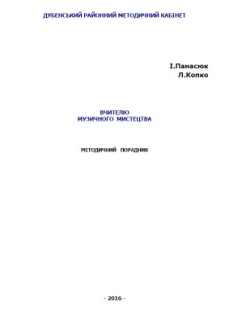 ДУБЕНСЬКИЙ РАЙОННИЙ МЕТОДИЧНИЙ КАБІНЕТ
І.Панасюк
Л.Копко
ВЧИТЕЛЮ
МУЗИЧНОГО МИСТЕЦТВА
МЕТОДИЧНИЙ ПОРАДНИК
- 2016 -